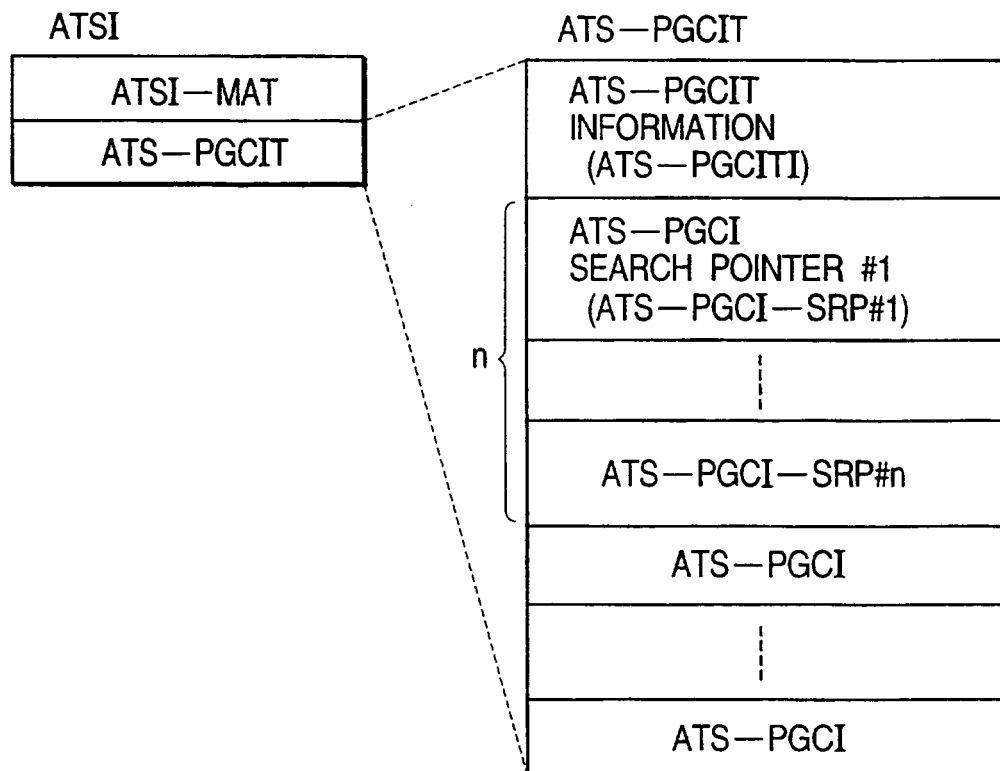 ATSI
ATSI—MAT
ATS—PGCIT
ATS—PGCIT
ATS—PGCIT
INFORMATION
(ATS—PGCITI)
n
ATS—PGCI
SEARCH POINTER #1
(ATS—PGCI—SRP#1)
ATS—PGCI—SRP#n
ATS—PGCI
ATS—PGCI